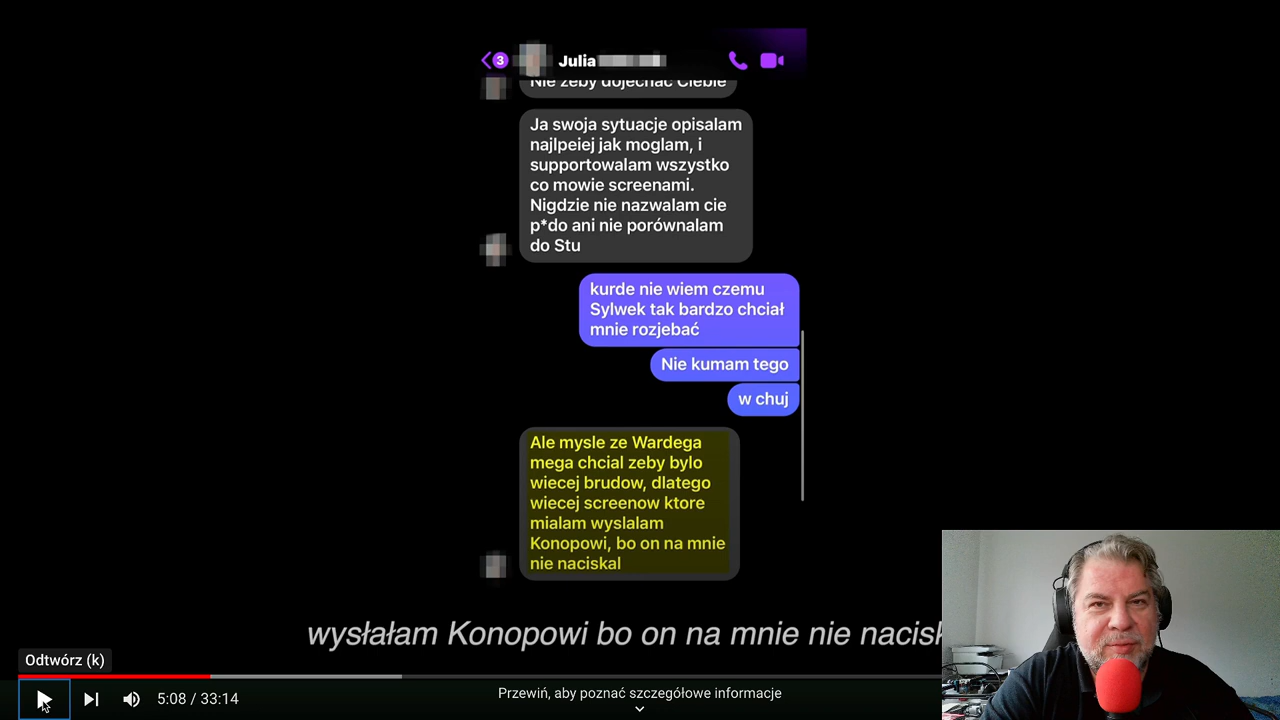 3
Julia
Nie żeby dojechać Ciebie
Ja swoja sytuacje opisalam
najlpeiej jak moglam, i
supportowalam wszystko
co mowie screenami.
Nigdzie nie nazwalam cie
p*do ani nie porównalam
do Stu
kurde nie wiem czemu
Sylwek tak bardzo chciał
mnie rozjebać
Nie kumam tego
w chuj
Ale mysle ze Wardega
mega chcial zeby bylo
wiecej brudow, dlatego
wiecej screenow ktore
mialam wyslalam
Konopowi, bo on na mnie
nie naciskal
wysłałam Konopowi bo on na mnie nie nacisk
Odtwórz (k)
5:08 / 33:14
Przewiń, aby poznać szczegółowe informacje